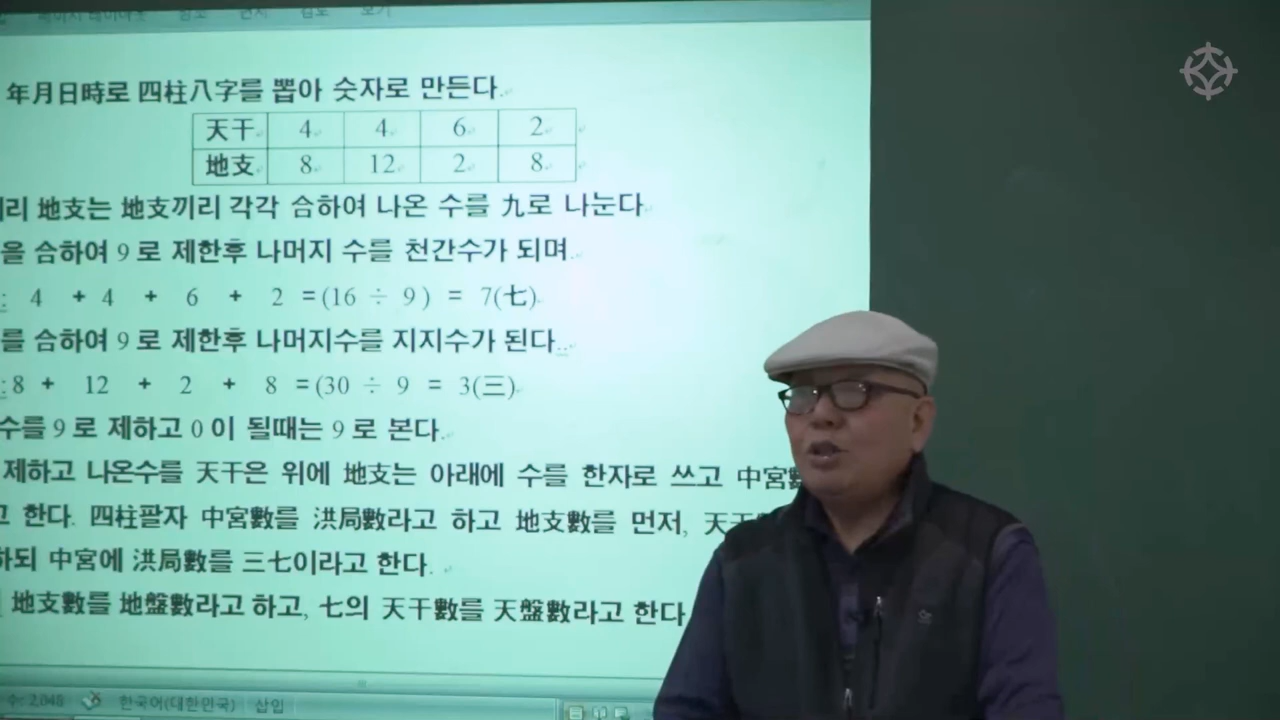 年月日時로 四柱八字를 뽑아 숫자로 만든다.
天干 4 4 6 2
地支 8 12 2 8
끼리 地支는 地支끼리 각각 合하여 나온 수를 九로 나눈다.
을 合하여 9로 제한후 나머지 수를 천간수가 되며.
: 4 + 4 + 6 + 2 =(16 ÷ 9) = 7(七)
를 合하여 9로 제한후 나머지수를 지지수가 된다..
:8 + 12 + 2 + 8 =(30 ÷ 9 = 3(三)
수를 9로 제하고 0이 될때는 9로 본다.
제하고 나온수를 天干은 위에 地支는 아래에 수를 한자로 쓰고 中宮數
고 한다. 四柱팔자 中宮數를 洪局數라고 하고 地支數를 먼저,
하되 中宮에 洪局數를 三七이라고 한다.
地支數를 地盤數라고 하고, 七의 天干數를 天盤數라고 한다
수: 2,048 한국어(대한민국) 삽입